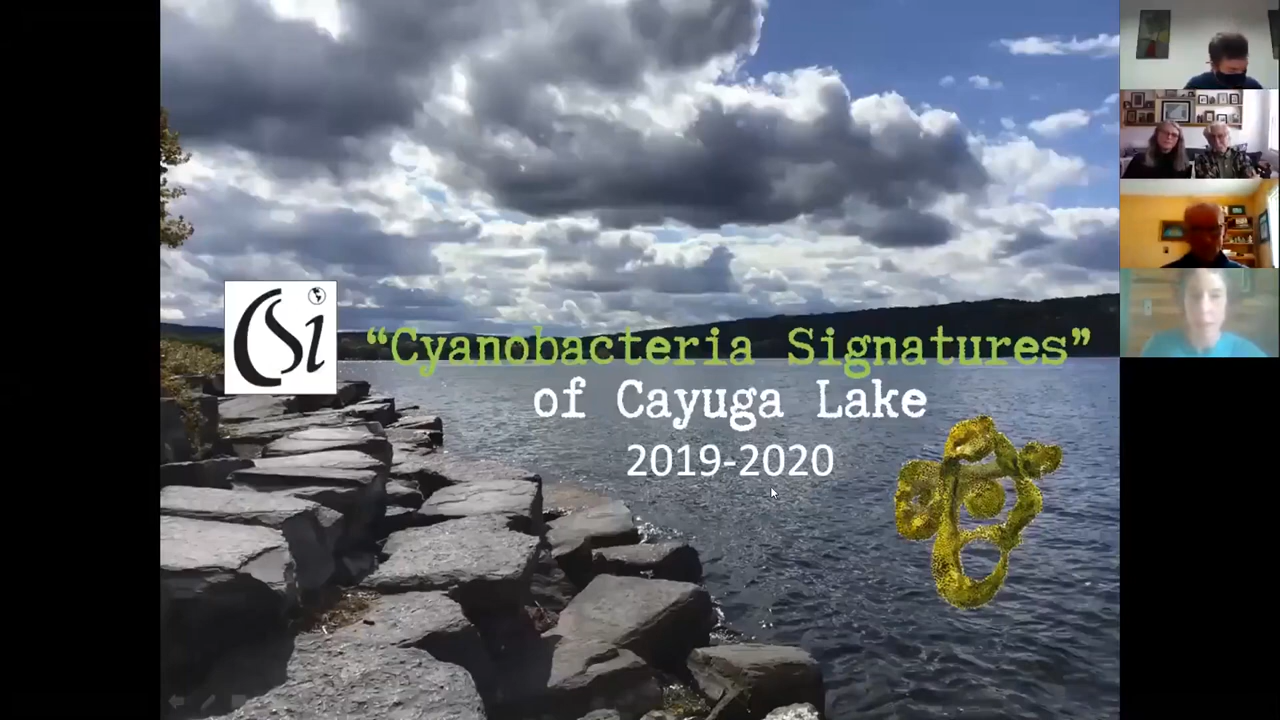 CSi
“Cyanobacteria Signatures”
of Cayuga Lake
2019-2020